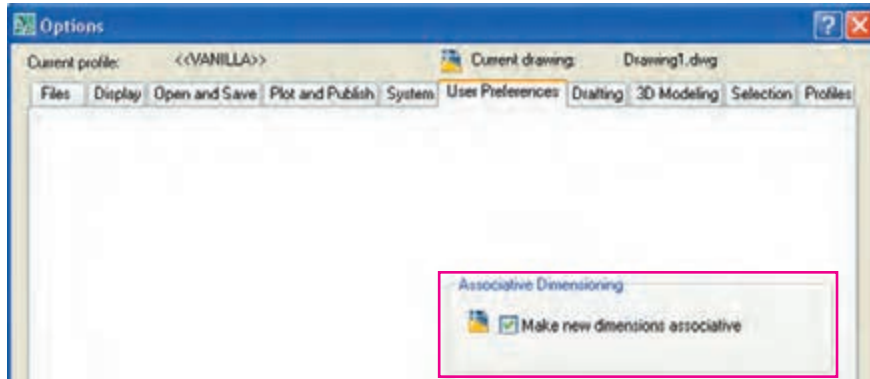 Options
Current profile: <<VANILLA>> Current drawing: Drawing1.dwg
Files Display Open and Save Plot and Publish System User Preferences Drafting 3D Modeling Selection Profiles
Associative Dimensioning
Make new dimensions associative